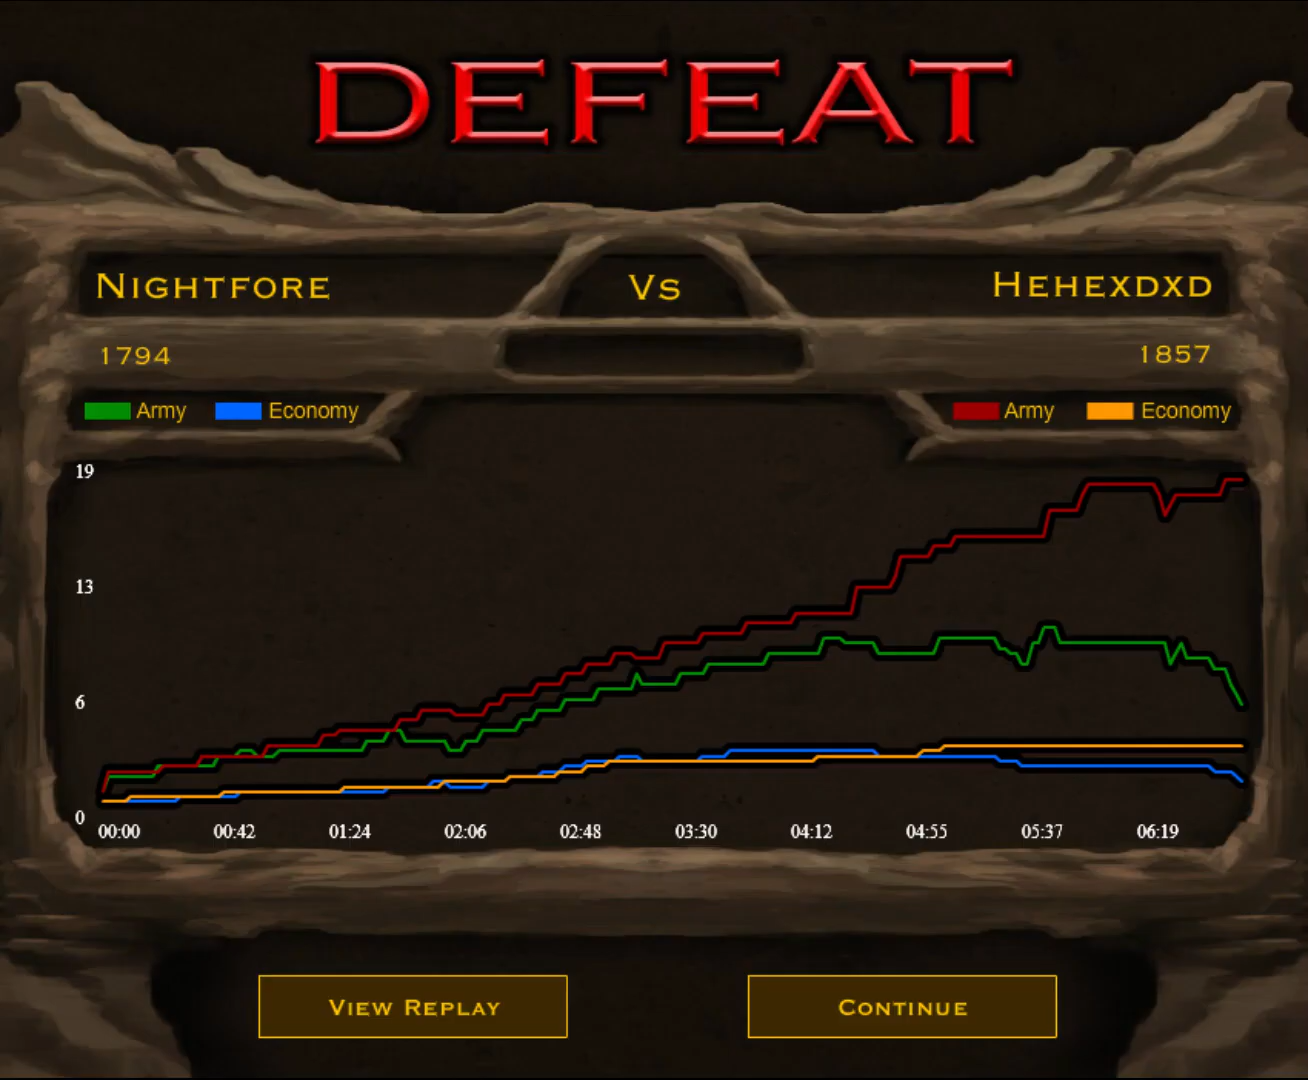 DEFEAT
NIGHTFORE Vs HEHEXDXD
1794 1857
Army Economy Army Economy
19
13
6
0
00:00 00:42 01:24 02:06 02:48 03:30 04:12 04:55 05:37 06:19
VIEW REPLAY CONTINUE